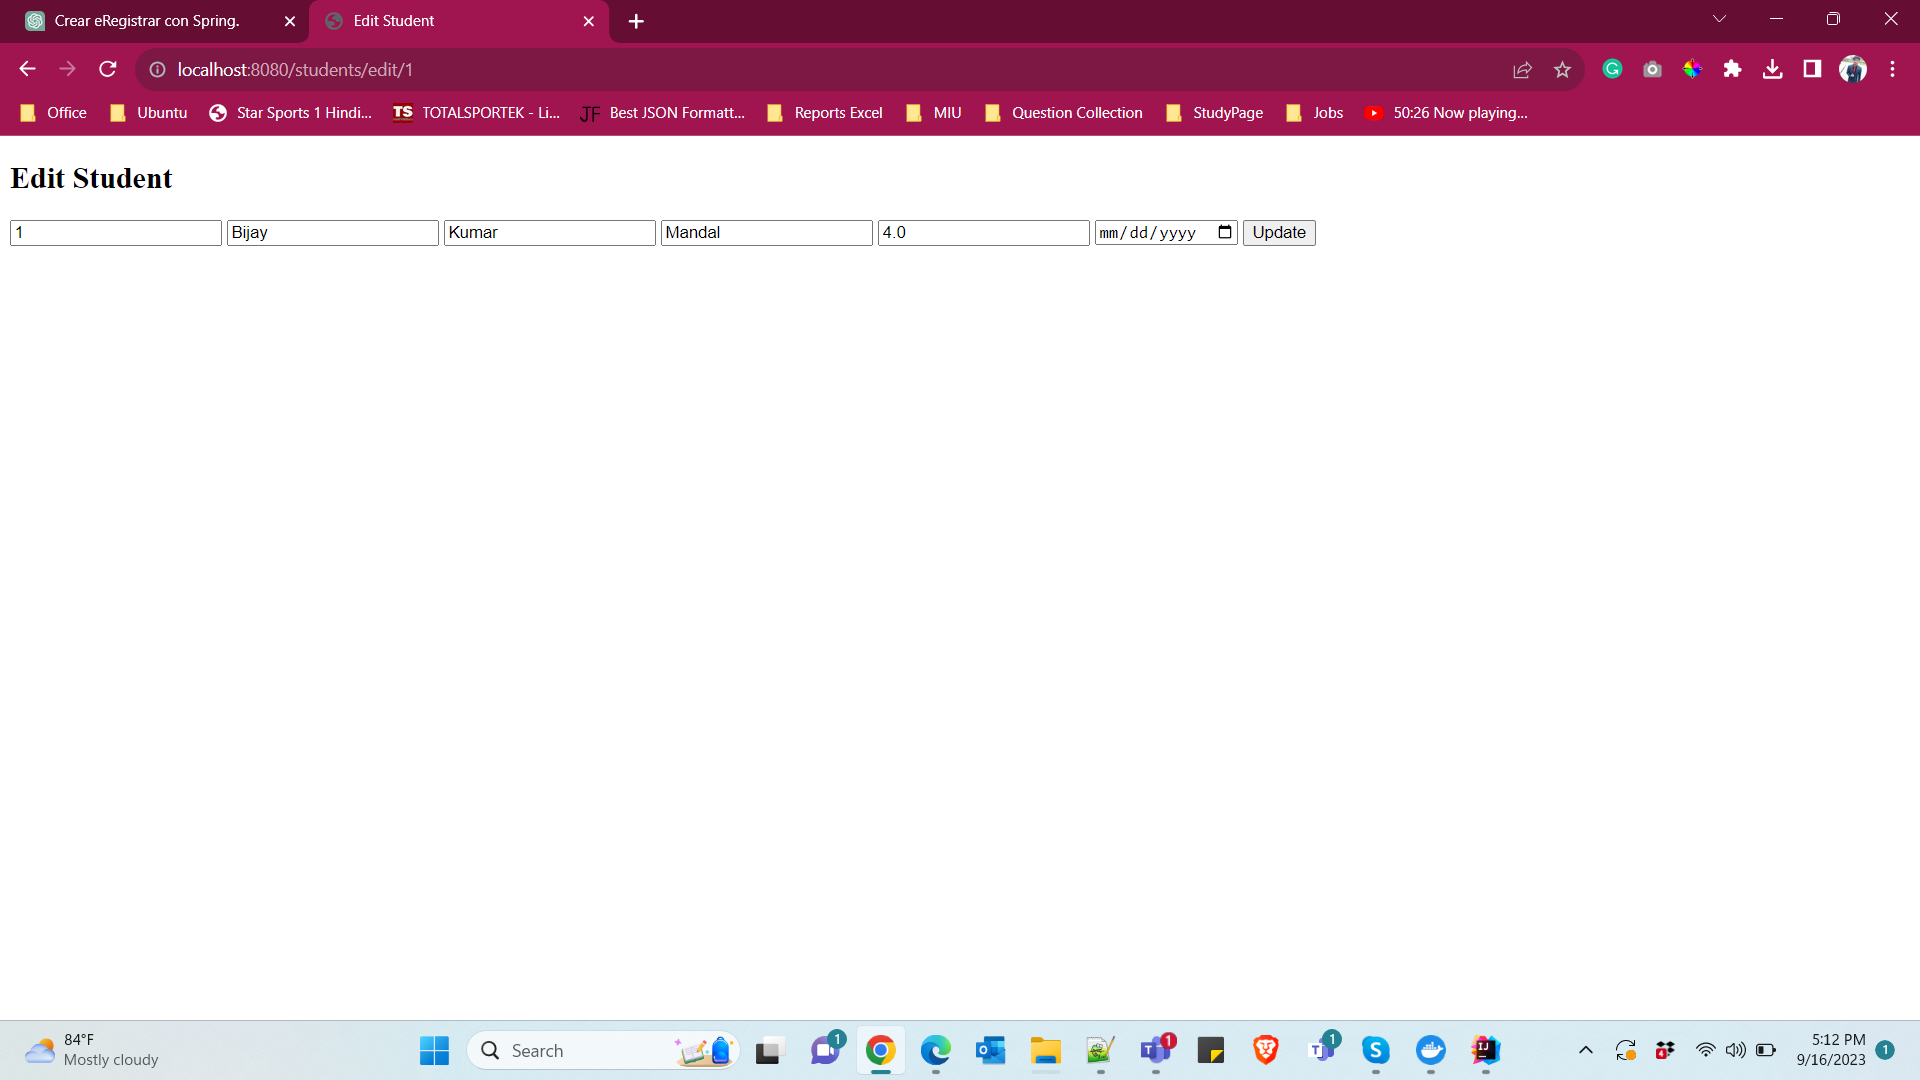 Crear eRegistrar con Spring.
Edit Student
localhost:8080/students/edit/1
Office Ubuntu Star Sports 1 Hindi... TS TOTALSPORTEK - Li... JF Best JSON Formatt... Reports Excel MIU Question Collection StudyPage Jobs 50:26 Now playing...
Edit Student
1 Bijay Kumar Mandal 4.0 mm/dd/yyyy Update
84°F
Mostly cloudy
Search
1
1
1
4
5:12 PM
9/16/2023
1